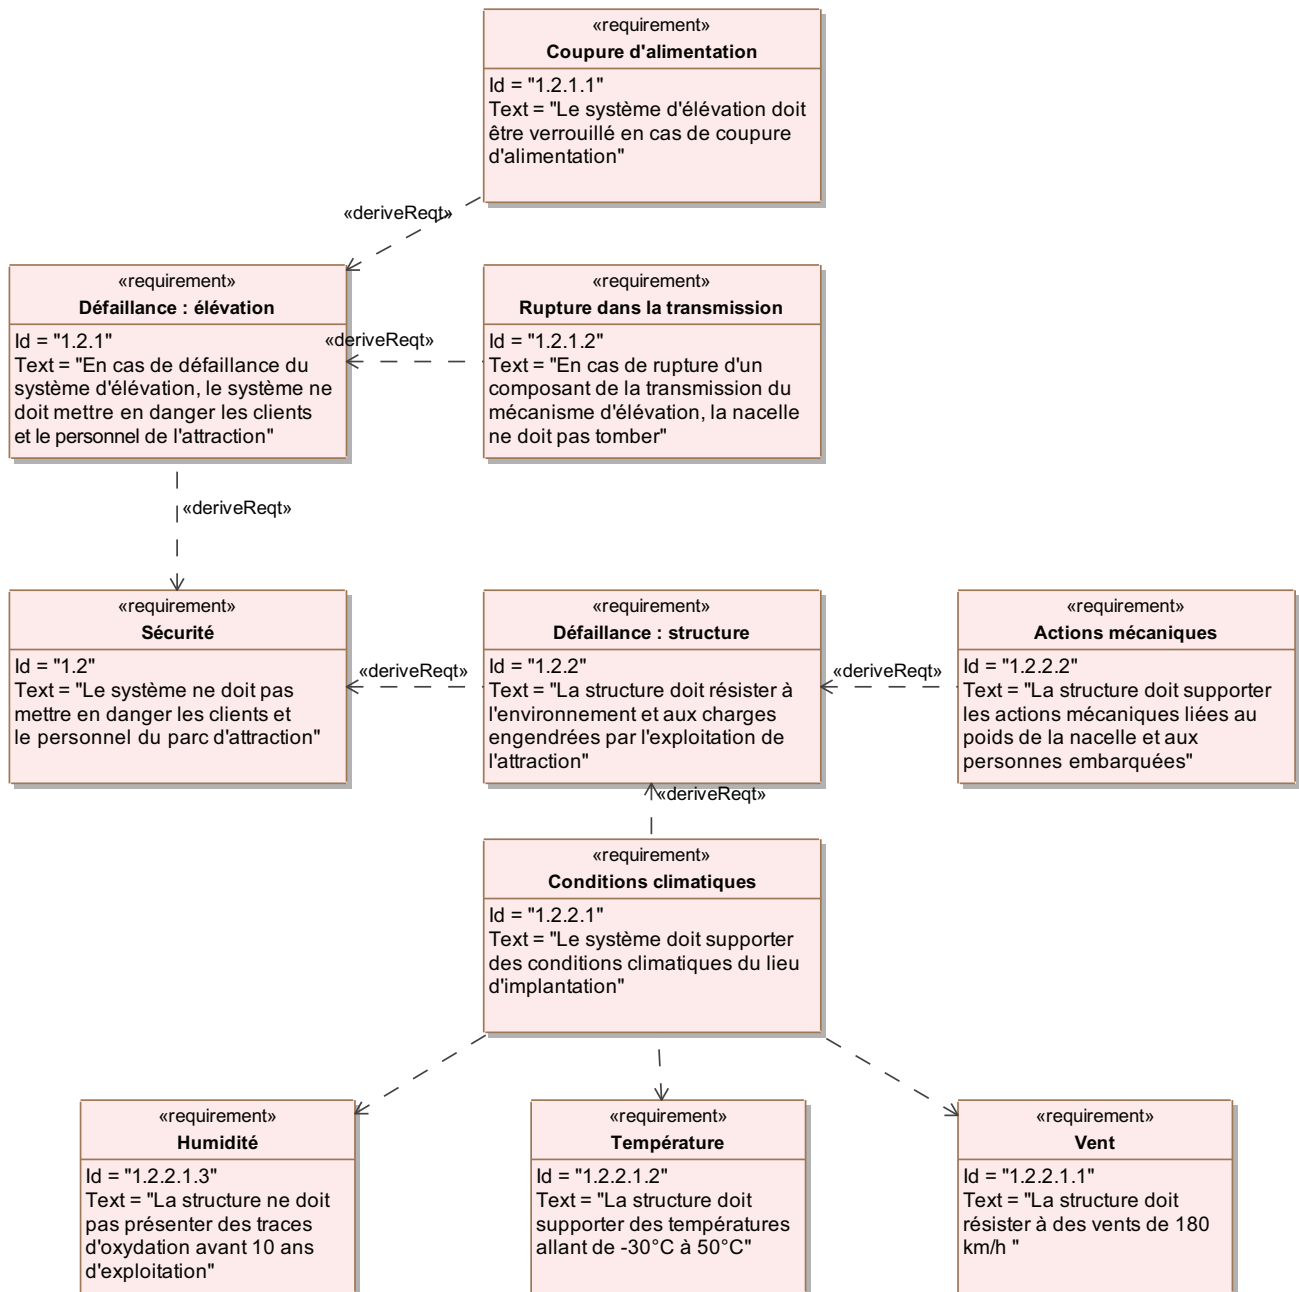 «requirement»
Coupure d'alimentation
Id = "1.2.1.1"
Text = "Le système d'élévation doit
être verrouillé en cas de coupure
d'alimentation"
«deriveReqt»
«requirement»
Défaillance : élévation
Id = "1.2.1"
Text = "En cas de défaillance du
système d'élévation, le système ne
doit mettre en danger les clients
et le personnel de l'attraction"
«deriveReqt»
«requirement»
Rupture dans la transmission
Id = "1.2.1.2"
Text = "En cas de rupture d'un
composant de la transmission du
mécanisme d'élévation, la nacelle
ne doit pas tomber"
«deriveReqt»
«requirement»
Sécurité
Id = "1.2"
Text = "Le système ne doit pas
mettre en danger les clients et
le personnel du parc d'attraction"
«deriveReqt»
«requirement»
Défaillance : structure
Id = "1.2.2"
Text = "La structure doit résister à
l'environnement et aux charges
engendrées par l'exploitation de
l'attraction"
«deriveReqt»
«requirement»
Actions mécaniques
Id = "1.2.2.2"
Text = "La structure doit supporter
les actions mécaniques liées au
poids de la nacelle et aux
personnes embarquées"
«deriveReqt»
«requirement»
Conditions climatiques
Id = "1.2.2.1"
Text = "Le système doit supporter
des conditions climatiques du lieu
d'implantation"
«requirement»
Humidité
Id = "1.2.2.1.3"
Text = "La structure ne doit
pas présenter des traces
d'oxydation avant 10 ans
d'exploitation"
«requirement»
Température
Id = "1.2.2.1.2"
Text = "La structure doit
supporter des températures
allant de -30°C à 50°C"
«requirement»
Vent
Id = "1.2.2.1.1"
Text = "La structure doit
résister à des vents de 180
km/h "